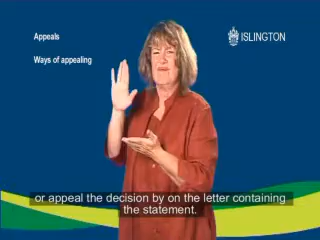 Appeals
ISLINGTON
Ways of appealing
or appeal the decision by on the letter containing
the statement.